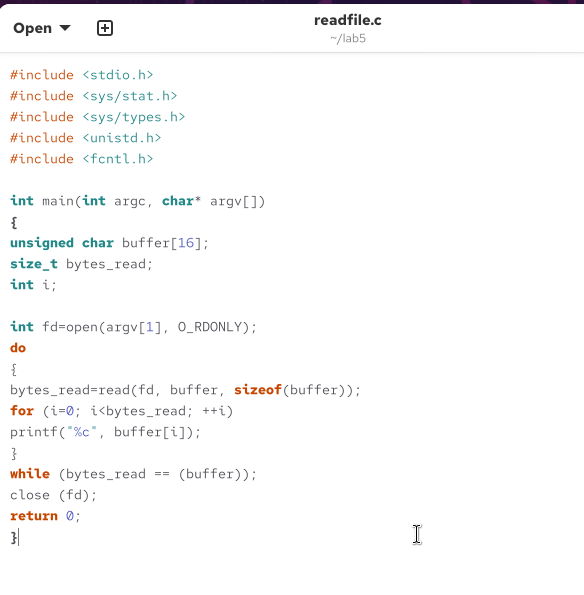 Open
readfile.c
~/lab5
#include <stdio.h>
#include <sys/stat.h>
#include <sys/types.h>
#include <unistd.h>
#include <fcntl.h>
int main(int argc, char* argv[])
{
unsigned char buffer[16];
size_t bytes_read;
int i;
int fd=open(argv[1], O_RDONLY);
do
{
bytes_read=read(fd, buffer, sizeof(buffer));
for (i=0; i<bytes_read; ++i)
printf("%c", buffer[i]);
}
while (bytes_read == (buffer));
close (fd);
return 0;
}